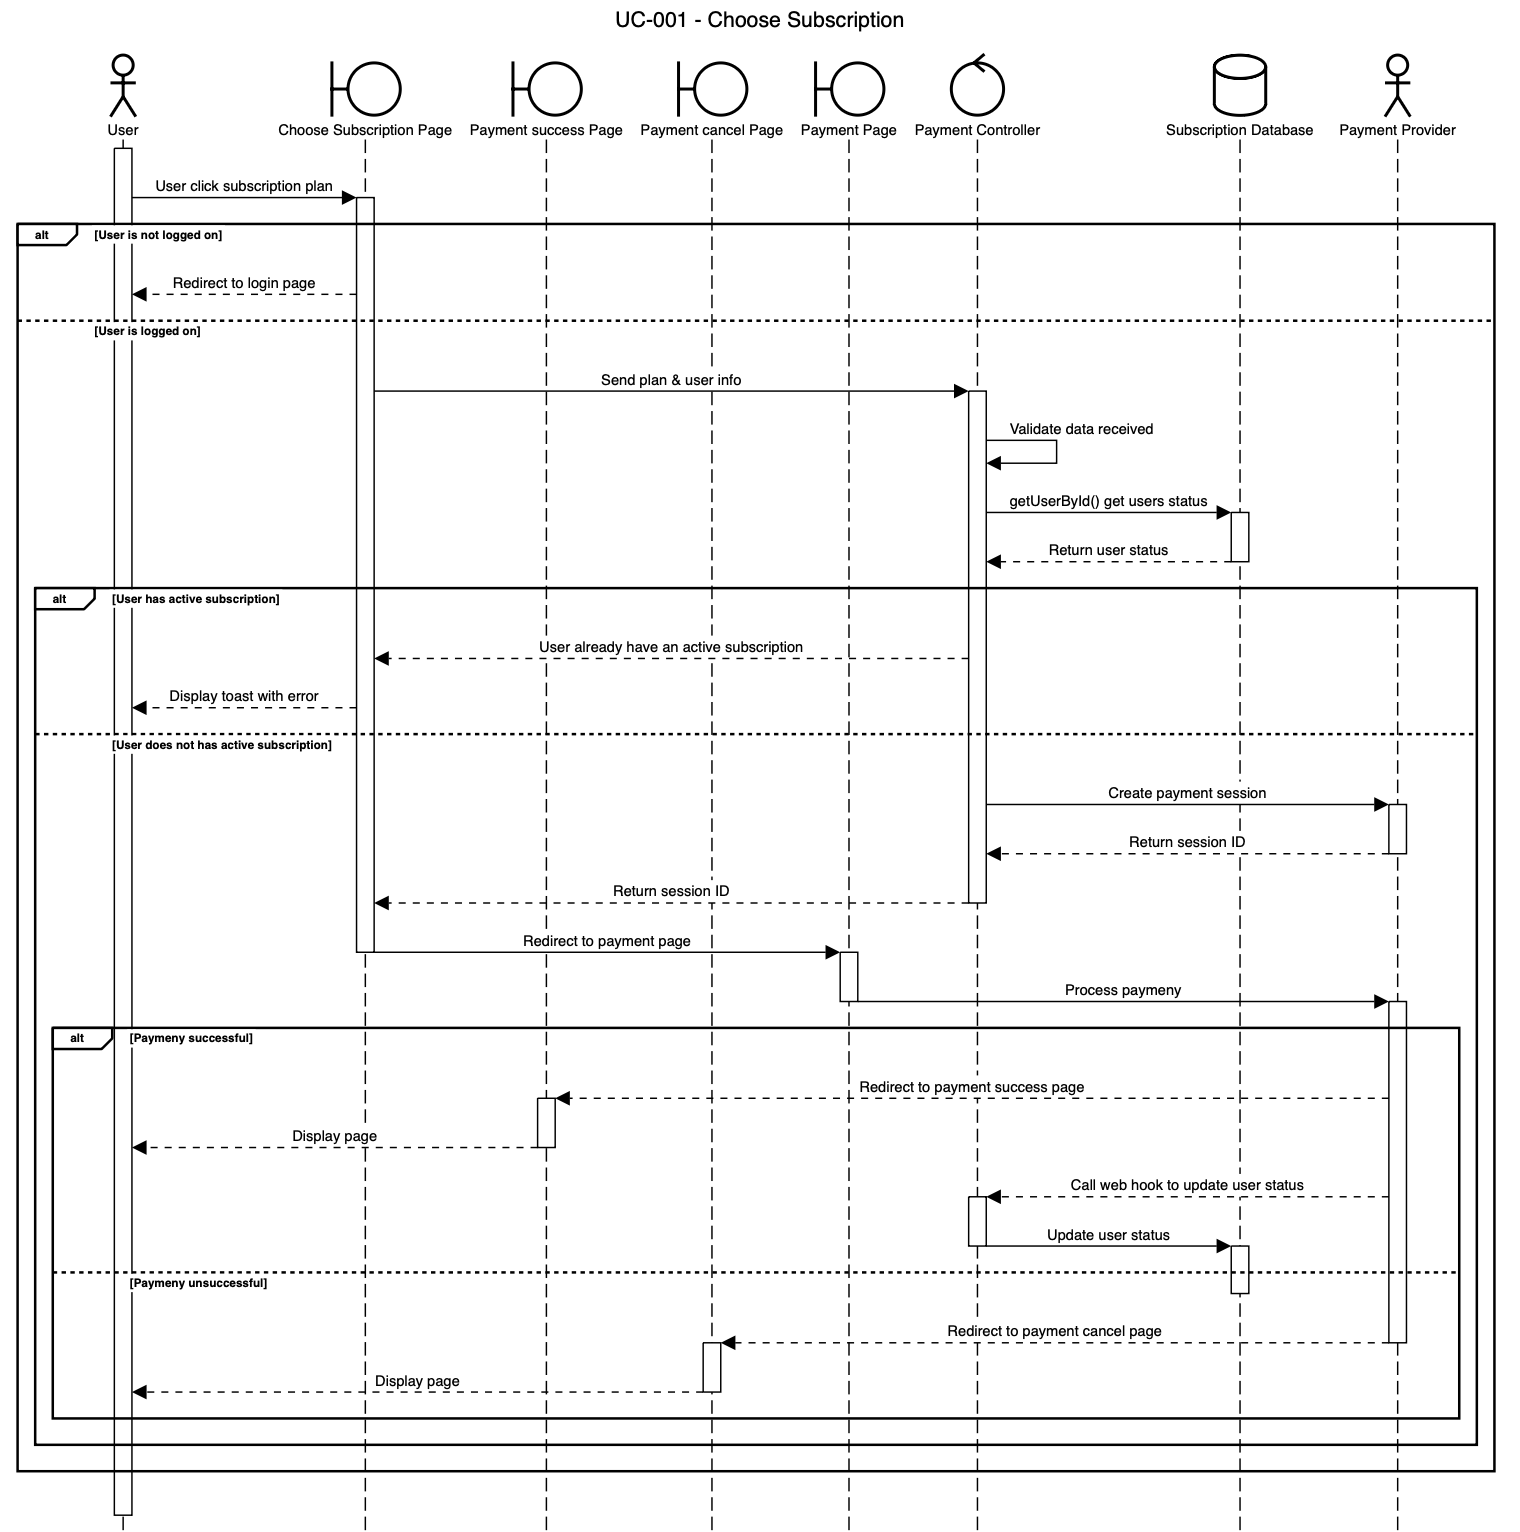 UC-001 - Choose Subscription
User
Choose Subscription Page
Payment success Page
Payment cancel Page
Payment Page
Payment Controller
Subscription Database
Payment Provider
User click subscription plan
alt
[User is not logged on]
Redirect to login page
[User is logged on]
Send plan & user info
Validate data received
getUserById() get users status
Return user status
alt
[User has active subscription]
User already have an active subscription
Display toast with error
[User does not has active subscription]
Create payment session
Return session ID
Return session ID
Redirect to payment page
Process paymeny
alt
[Paymeny successful]
Redirect to payment success page
Display page
Call web hook to update user status
Update user status
[Paymeny unsuccessful]
Redirect to payment cancel page
Display page